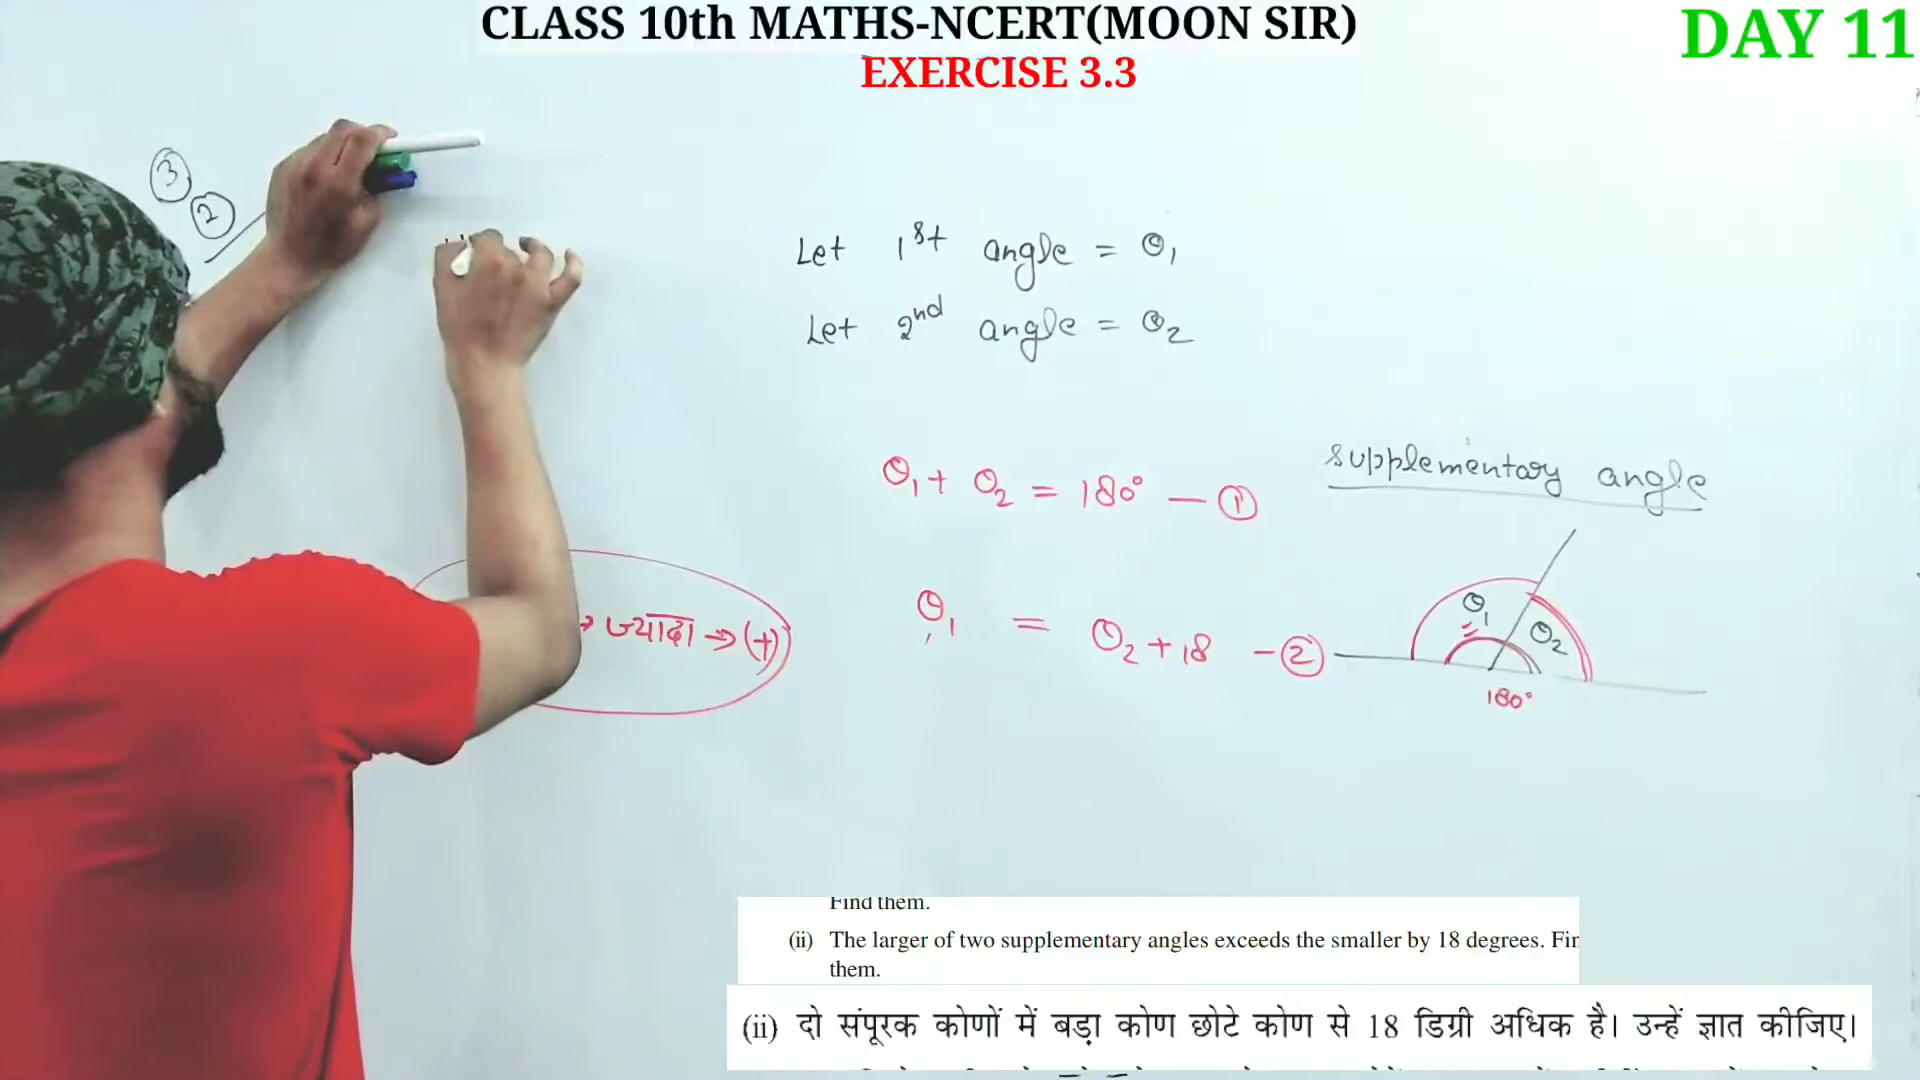 CLASS 10th MATHS-NCERT(MOON SIR)
DAY 11
EXERCISE 3.3
3
2
Let 1st angle = θ₁
Let 2nd angle = θ₂
θ₁ + θ₂ = 180° — ①
supplementary angle
→ ज्यादा ⇒ (+)
θ₁ = θ₂ + 18 — ②
θ₁
θ₂
180°
Find them.
(ii) The larger of two supplementary angles exceeds the smaller by 18 degrees.
them.
(ii) दो संपूरक कोणों में बड़ा कोण छोटे कोण से 18 डिग्री अधिक है। उन्हें ज्ञात कीजिए।